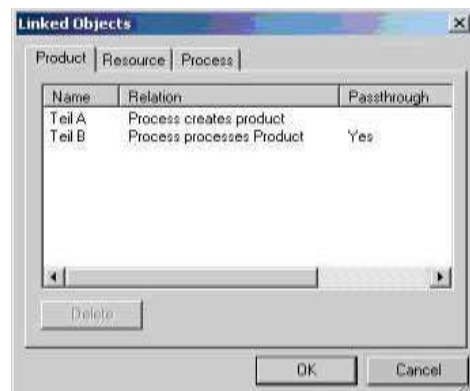 Linked Objects
Product Resource Process
Name Relation Passthrough
Teil A Process creates product
Teil B Process processes Product Yes
Delete
OK Cancel